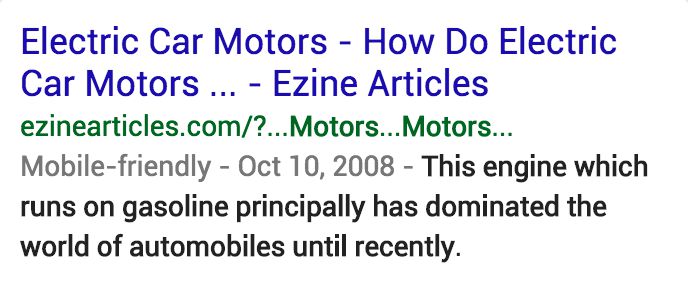 Electric Car Motors - How Do Electric
Car Motors ... - Ezine Articles
ezinearticles.com/?...Motors...Motors...
Mobile-friendly - Oct 10, 2008 - This engine which
runs on gasoline principally has dominated the
world of automobiles until recently.